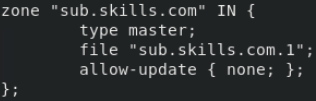 zone "sub.skills.com" IN {
        type master;
        file "sub.skills.com.1";
        allow-update { none; };
};